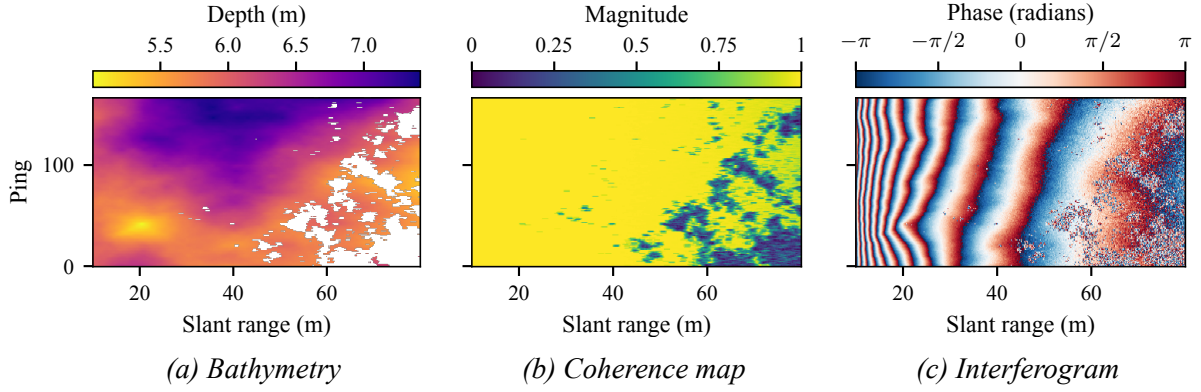 Depth (m)
5.5 6.0 6.5 7.0
Ping
100
0
20 40 60
Slant range (m)
(a) Bathymetry
Magnitude
0 0.25 0.5 0.75 1
20 40 60
Slant range (m)
(b) Coherence map
Phase (radians)
−π −π/2 0 π/2 π
20 40 60
Slant range (m)
(c) Interferogram